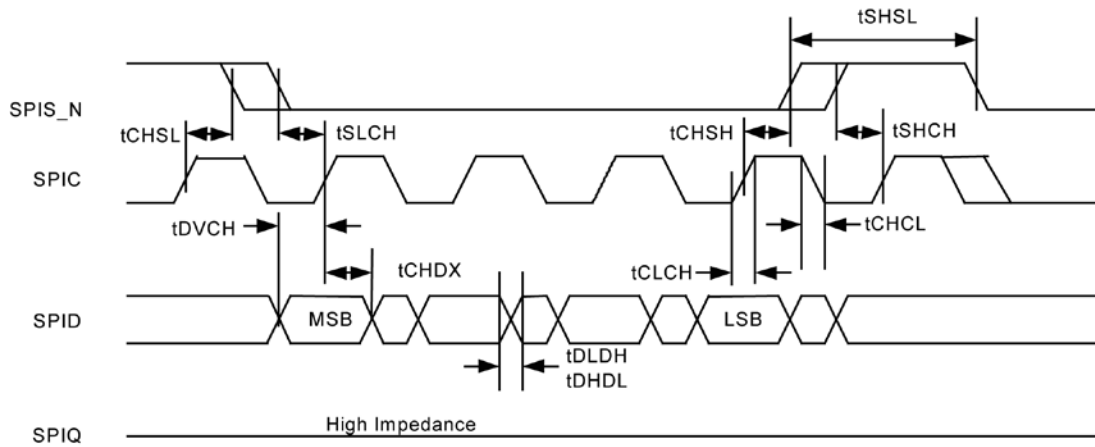 tSHSL
SPIS_N
tCHSL
tSLCH
tCHSH
tSHCH
SPIC
tDVCH
tCHDX
tCLCH
tCHCL
SPID
MSB
LSB
tDLDH
tDHDL
SPIQ
High Impedance